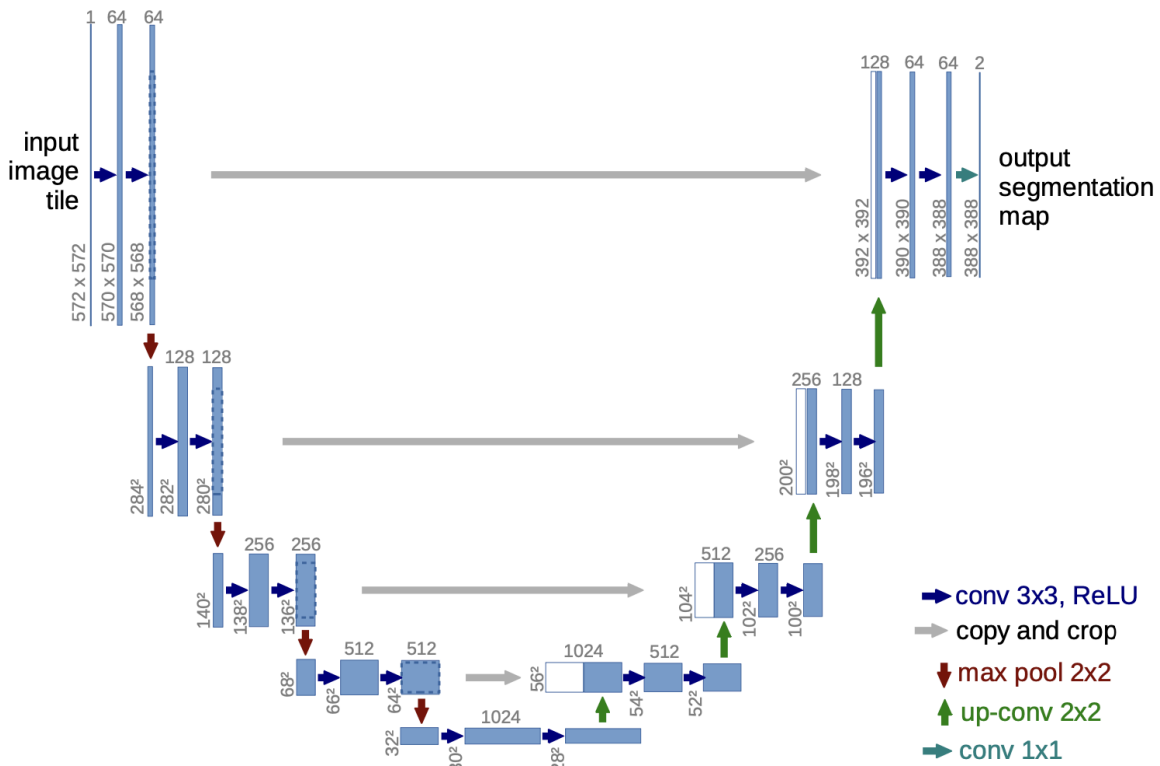 1 64 64
128 64 64 2
input
image
tile
output
segmentation
map
572 x 572
570 x 570
568 x 568
392 x 392
390 x 390
388 x 388
388 x 388
128 128
256 128
284²
282²
280²
200²
198²
196²
256 256
512 256
140²
138²
136²
104²
102²
100²
512 512
1024 512
68²
66²
64²
56²
54²
52²
1024
32²
conv 3x3, ReLU
copy and crop
max pool 2x2
up-conv 2x2
conv 1x1